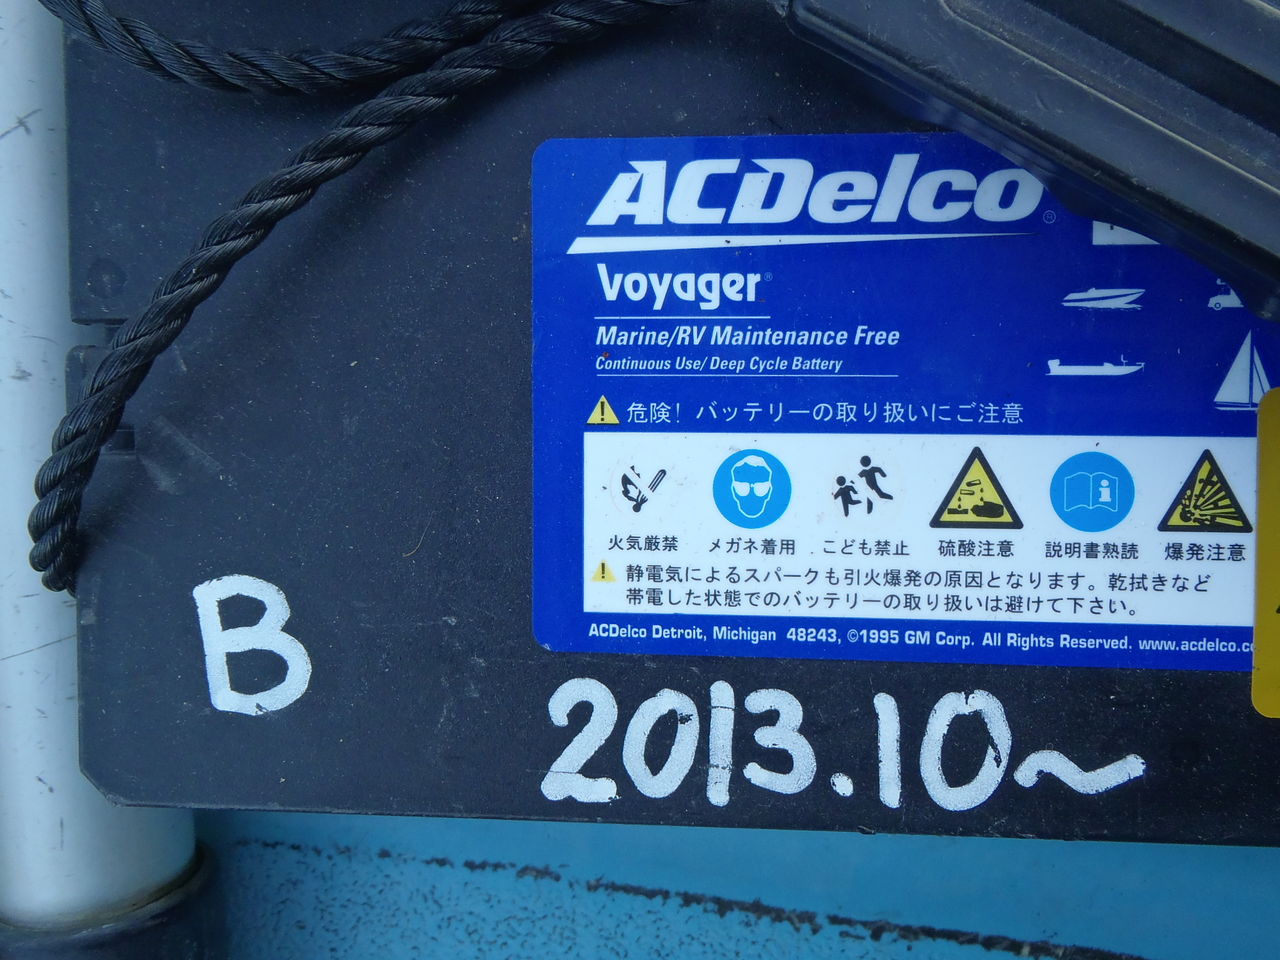 ACDelco®
Voyager®
Marine/RV Maintenance Free
Continuous Use/ Deep Cycle Battery
危険! バッテリーの取り扱いにご注意
火気厳禁 メガネ着用 こども禁止 硫酸注意 説明書熟読 爆発注意
静電気によるスパークも引火爆発の原因となります。乾拭きなど
帯電した状態でのバッテリーの取り扱いは避けて下さい。
ACDelco Detroit, Michigan 48243, ©1995 GM Corp. All Rights Reserved. www.acdelco.c
B
2013.10~